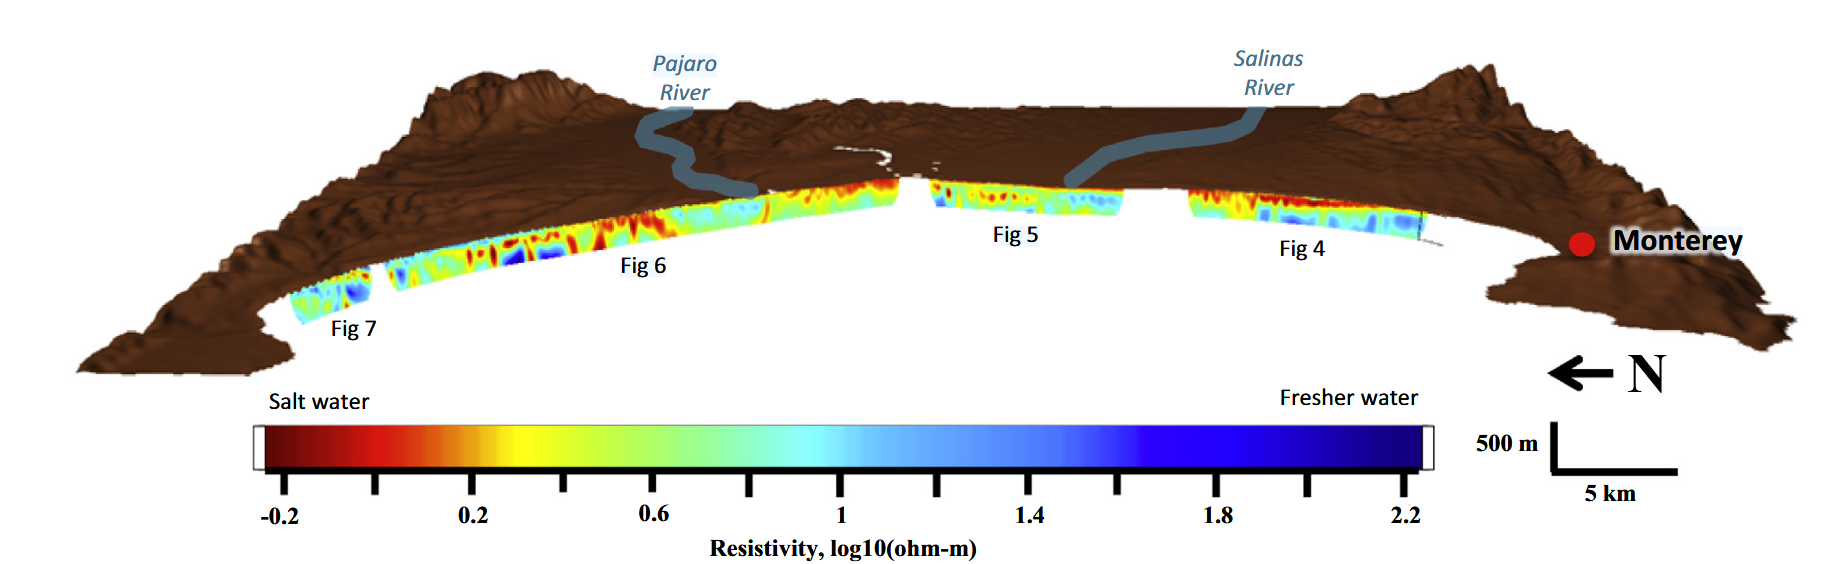 Pajaro
River
Salinas
River
Monterey
Fig 4
Fig 5
Fig 6
Fig 7
N
Salt water
Fresher water
500 m
5 km
-0.2
0.2
0.6
1
1.4
1.8
2.2
Resistivity, log10(ohm-m)